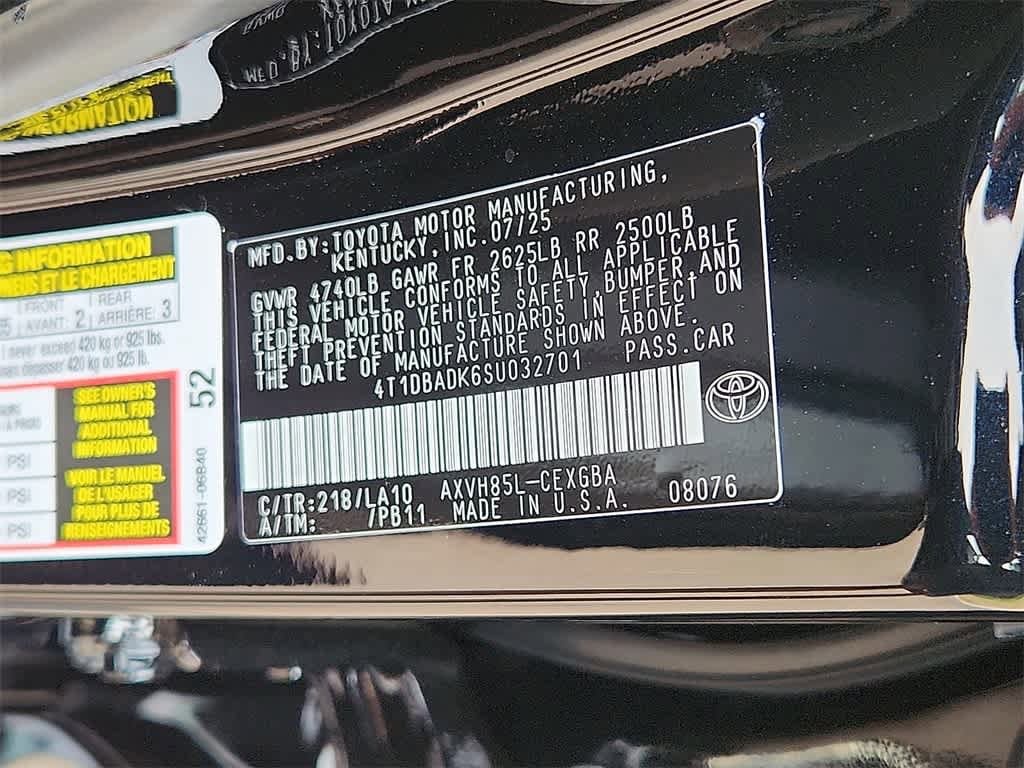 MFD.BY:TOYOTA MOTOR MANUFACTURING,
KENTUCKY, INC.07/25
GVWR 4740LB GAWR FR 2625LB RR 2500LB
THIS VEHICLE CONFORMS TO ALL APPLICABLE
FEDERAL MOTOR VEHICLE SAFETY,BUMPER,AND
THEFT PREVENTION STANDARDS IN EFFECT ON
THE DATE OF MANUFACTURE SHOWN ABOVE.
4T1DBADK6SU032701 PASS.CAR
C/TR:218/LA10 AXVH85L-CEXGBA
A/TM: /PB11 MADE IN U.S.A. 08076
G INFORMATION
NEUS ET LE CHARGEMENT
FRONT
AVANT: 2
REAR
ARRIÈRE: 3
never exceed 420 kg or 925 lbs.
dépasser 420 kg ou 925 lb.
SEE OWNER'S
MANUAL FOR
ADDITIONAL
INFORMATION
VOIR LE MANUEL
DE L'USAGER
POUR PLUS DE
RENSEIGNEMENTS
PSI
PSI
PSI
52
42661-06B40